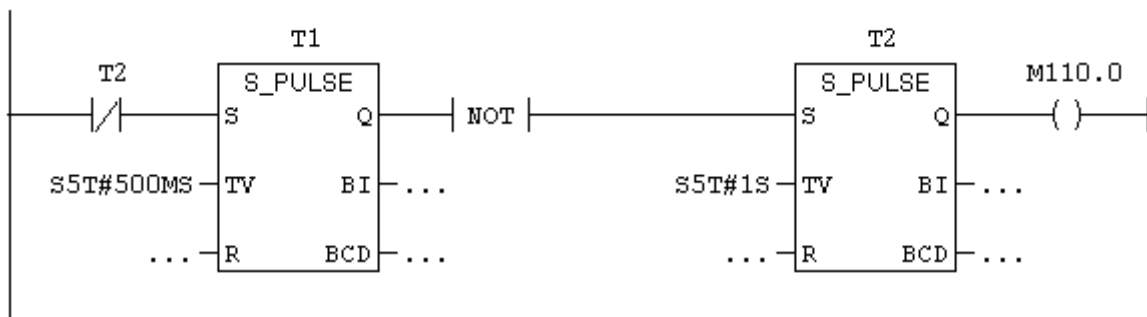 T1
T2
T2
S_PULSE
S_PULSE
M110.0
S
Q
NOT
S
Q
( )
S5T#500MS
TV
BI
...
S5T#1S
TV
BI
...
...
R
BCD
...
...
R
BCD
...